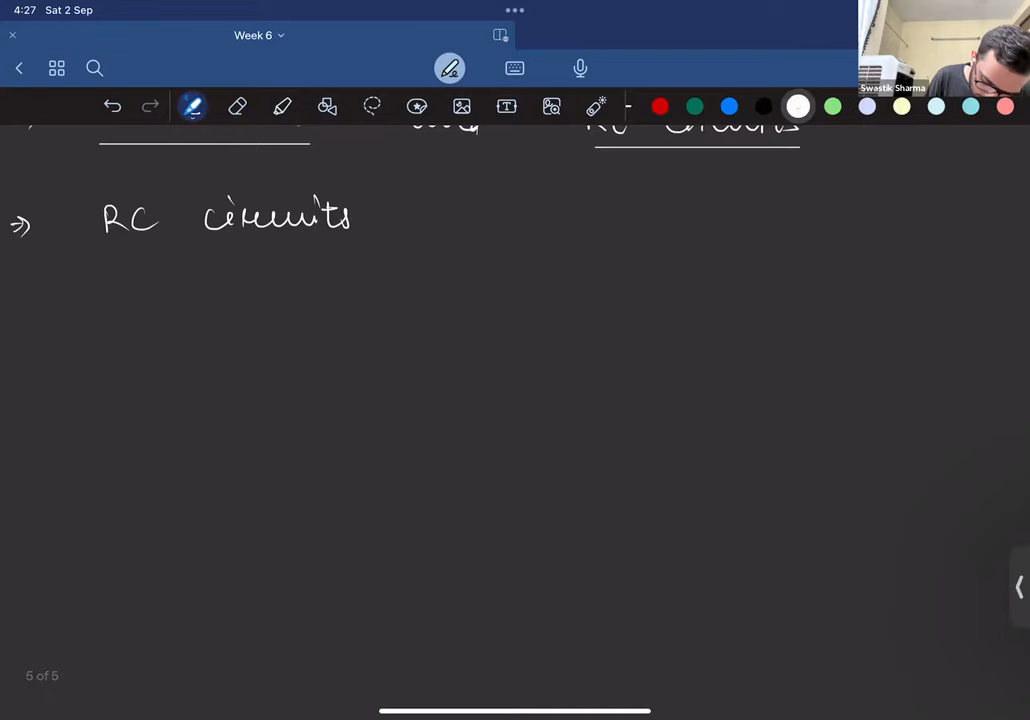 4:27 Sat 2 Sep
Week 6
Swastik Sharma
⇒ RC circuits
5 of 5